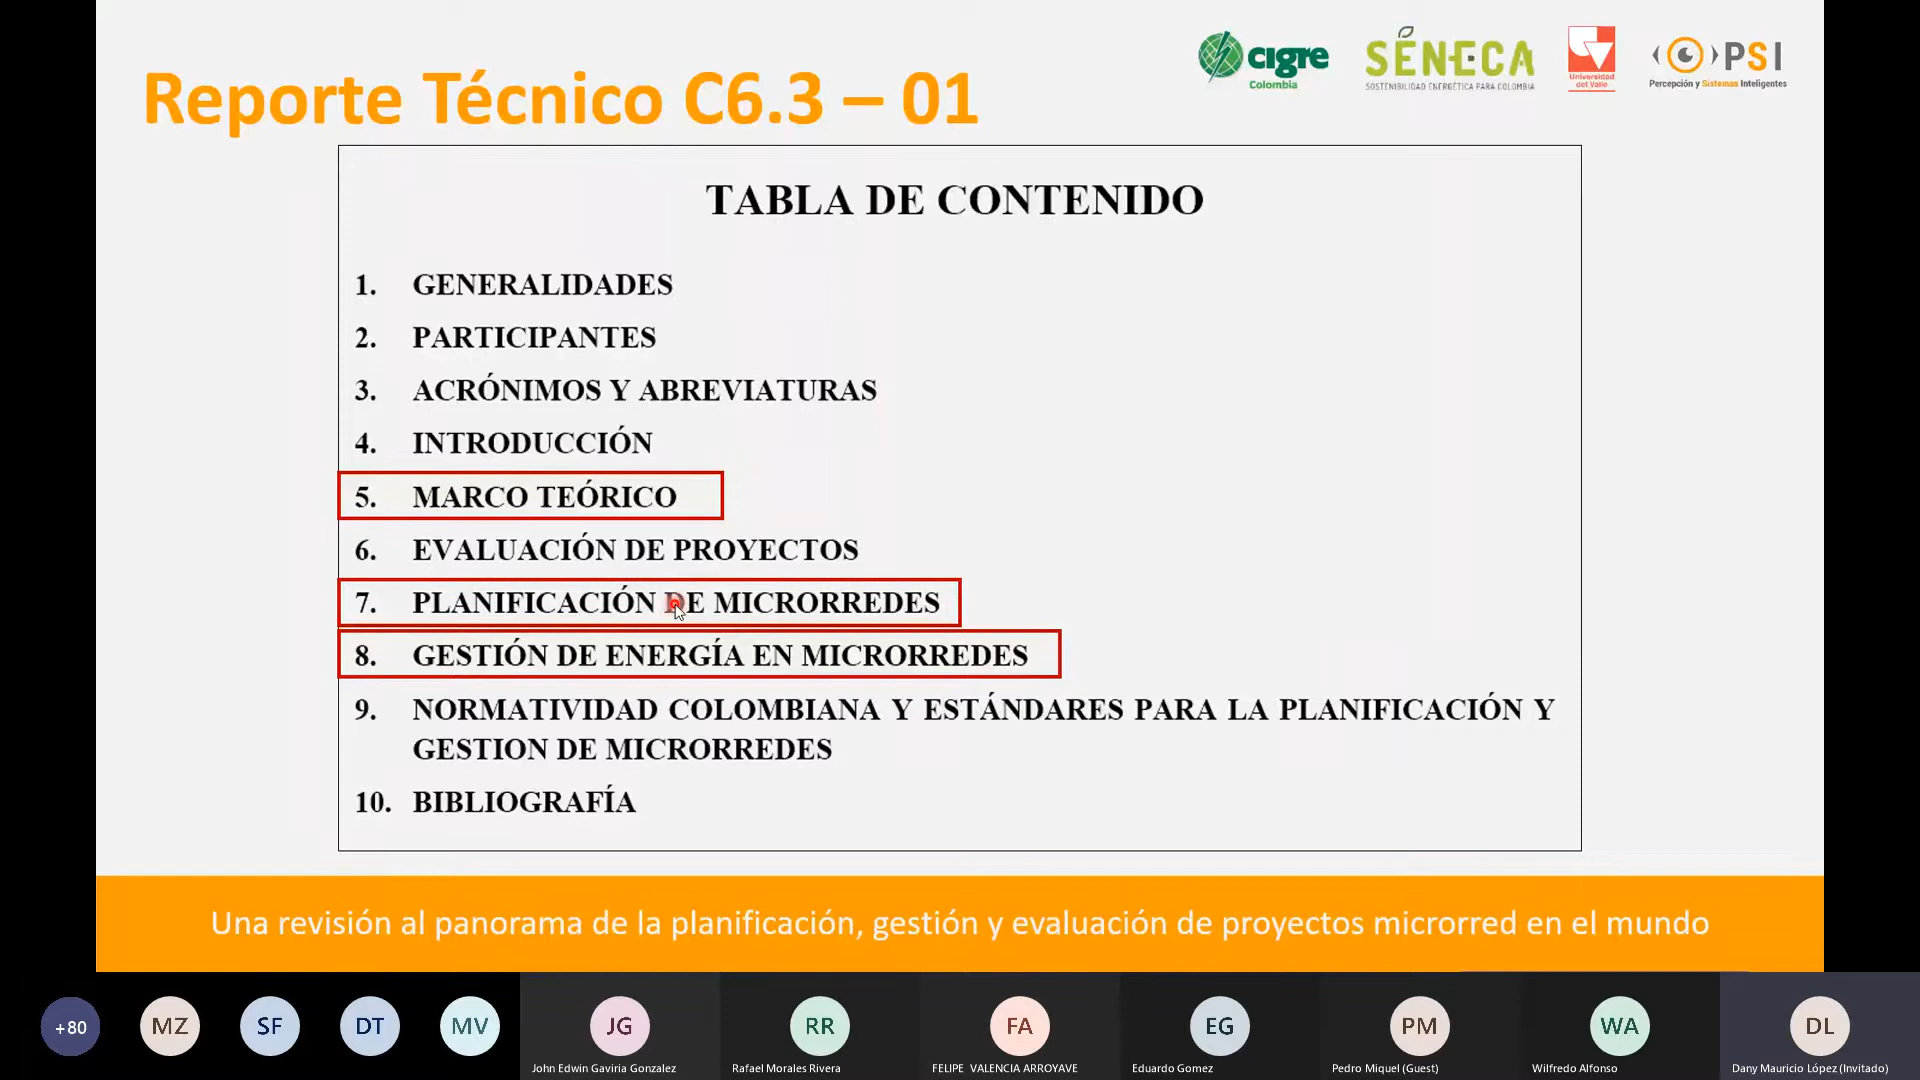 cigre
Colombia
SÉNECA
SOSTENIBILIDAD ENERGÉTICA PARA COLOMBIA
Universidad
del Valle
PSI
Percepción y Sistemas Inteligentes
Reporte Técnico C6.3 – 01
TABLA DE CONTENIDO
1. GENERALIDADES
2. PARTICIPANTES
3. ACRÓNIMOS Y ABREVIATURAS
4. INTRODUCCIÓN
5. MARCO TEÓRICO
6. EVALUACIÓN DE PROYECTOS
7. PLANIFICACIÓN DE MICRORREDES
8. GESTIÓN DE ENERGÍA EN MICRORREDES
9. NORMATIVIDAD COLOMBIANA Y ESTÁNDARES PARA LA PLANIFICACIÓN Y
GESTION DE MICRORREDES
10. BIBLIOGRAFÍA
Una revisión al panorama de la planificación, gestión y evaluación de proyectos microrred en el mundo
+80 MZ SF DT MV JG RR FA EG PM WA DL
John Edwin Gaviria Gonzalez Rafael Morales Rivera FELIPE VALENCIA ARROYAVE Eduardo Gomez Pedro Miquel (Guest) Wilfredo Alfonso Dany Mauricio López (Invitado)